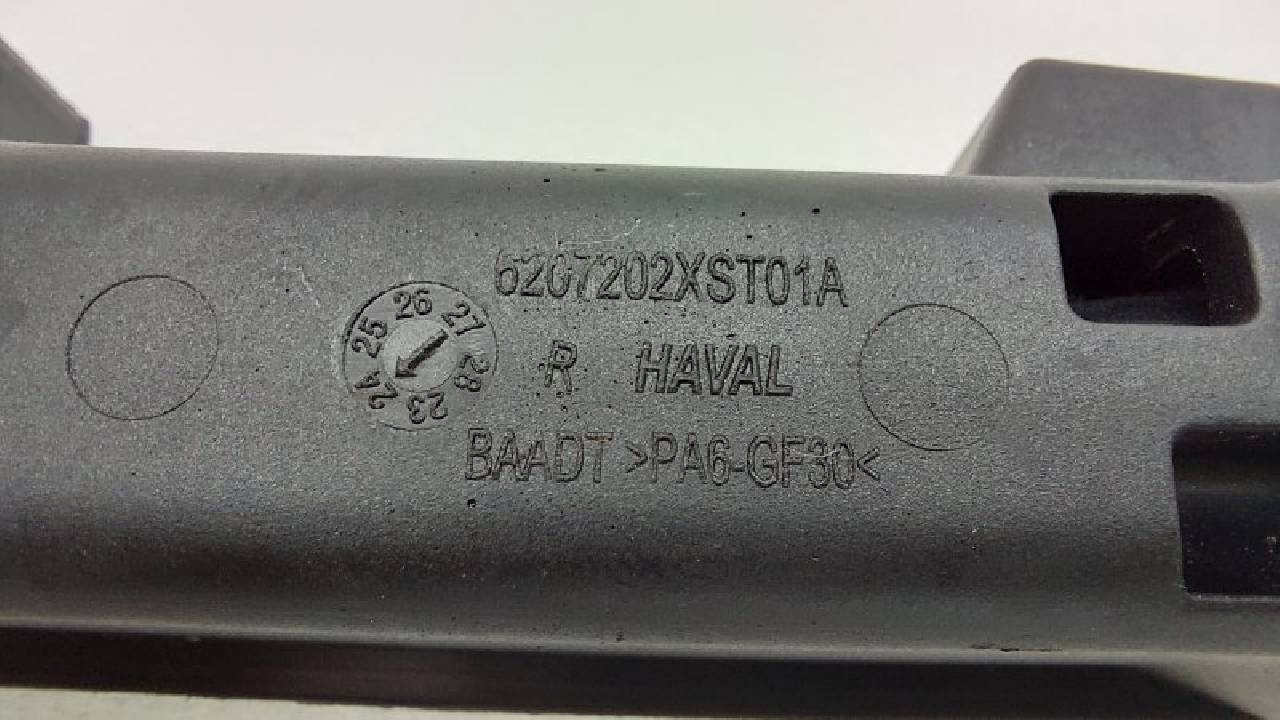 6207202XST01A
25 26 27 28 23 24
R HAVAL
BAADT >PA6-GF30<